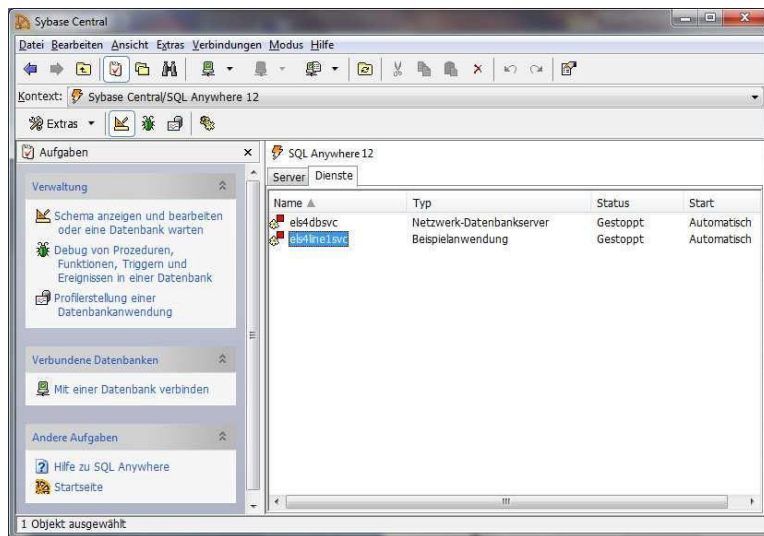 Sybase Central
Datei Bearbeiten Ansicht Extras Verbindungen Modus Hilfe
Kontext: Sybase Central/SQL Anywhere 12
Extras
Aufgaben
Verwaltung
Schema anzeigen und bearbeiten
oder eine Datenbank warten
Debug von Prozeduren,
Funktionen, Triggern und
Ereignissen in einer Datenbank
Profilerstellung einer
Datenbankanwendung
Verbundene Datenbanken
Mit einer Datenbank verbinden
Andere Aufgaben
Hilfe zu SQL Anywhere
Startseite
SQL Anywhere 12
Server Dienste
Name Typ Status Start
els4dbsvc Netzwerk-Datenbankserver Gestoppt Automatisch
els4line1svc Beispielanwendung Gestoppt Automatisch
1 Objekt ausgewählt